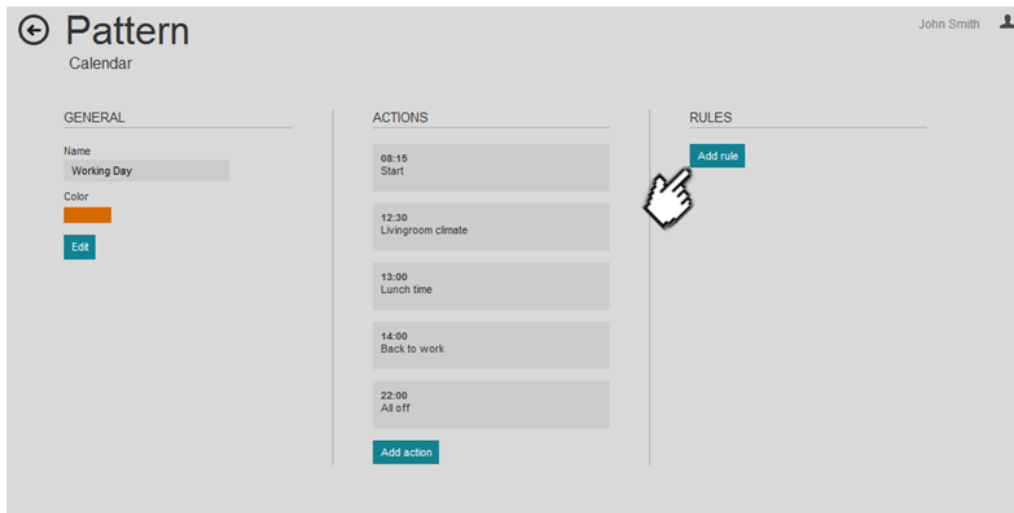 Pattern
John Smith
Calendar
GENERAL
Name
Working Day
Color
Edit
ACTIONS
08:15
Start
12:30
Livingroom climate
13:00
Lunch time
14:00
Back to work
22:00
All off
Add action
RULES
Add rule